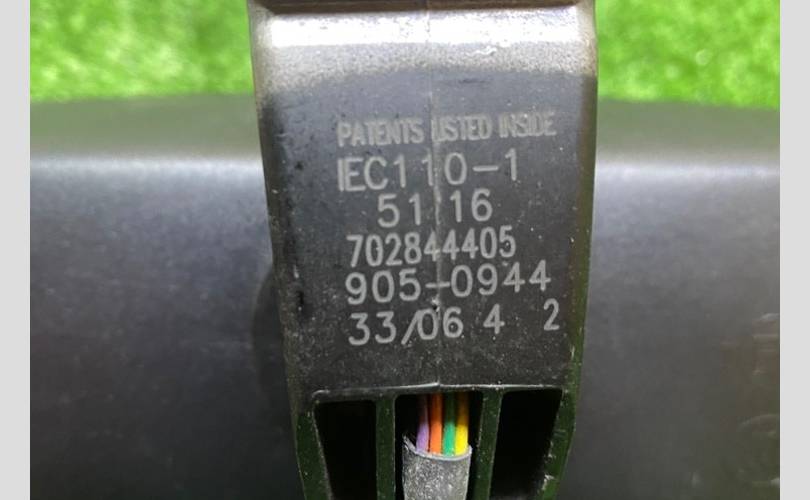 PATENTS LISTED INSIDE
IEC110-1
51 16
702844405
905-0944
33/06 4 2